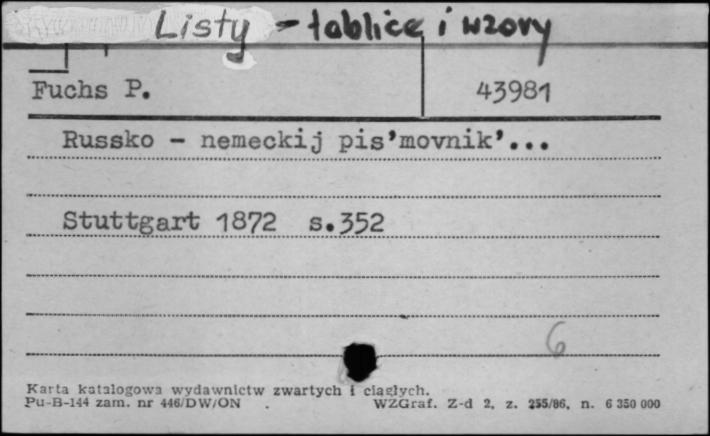 Listy - tablice i wzory
Fuchs P. 43981
Russko - nemeckij pis'movnik'...
Stuttgart 1872 s.352
6
Karta katalogowa wydawnictw zwartych i ciągłych.
Pu-B-144 zam. nr 446/DW/ON . WZGraf. Z-d 2, z. 255/86, n. 6 350 000